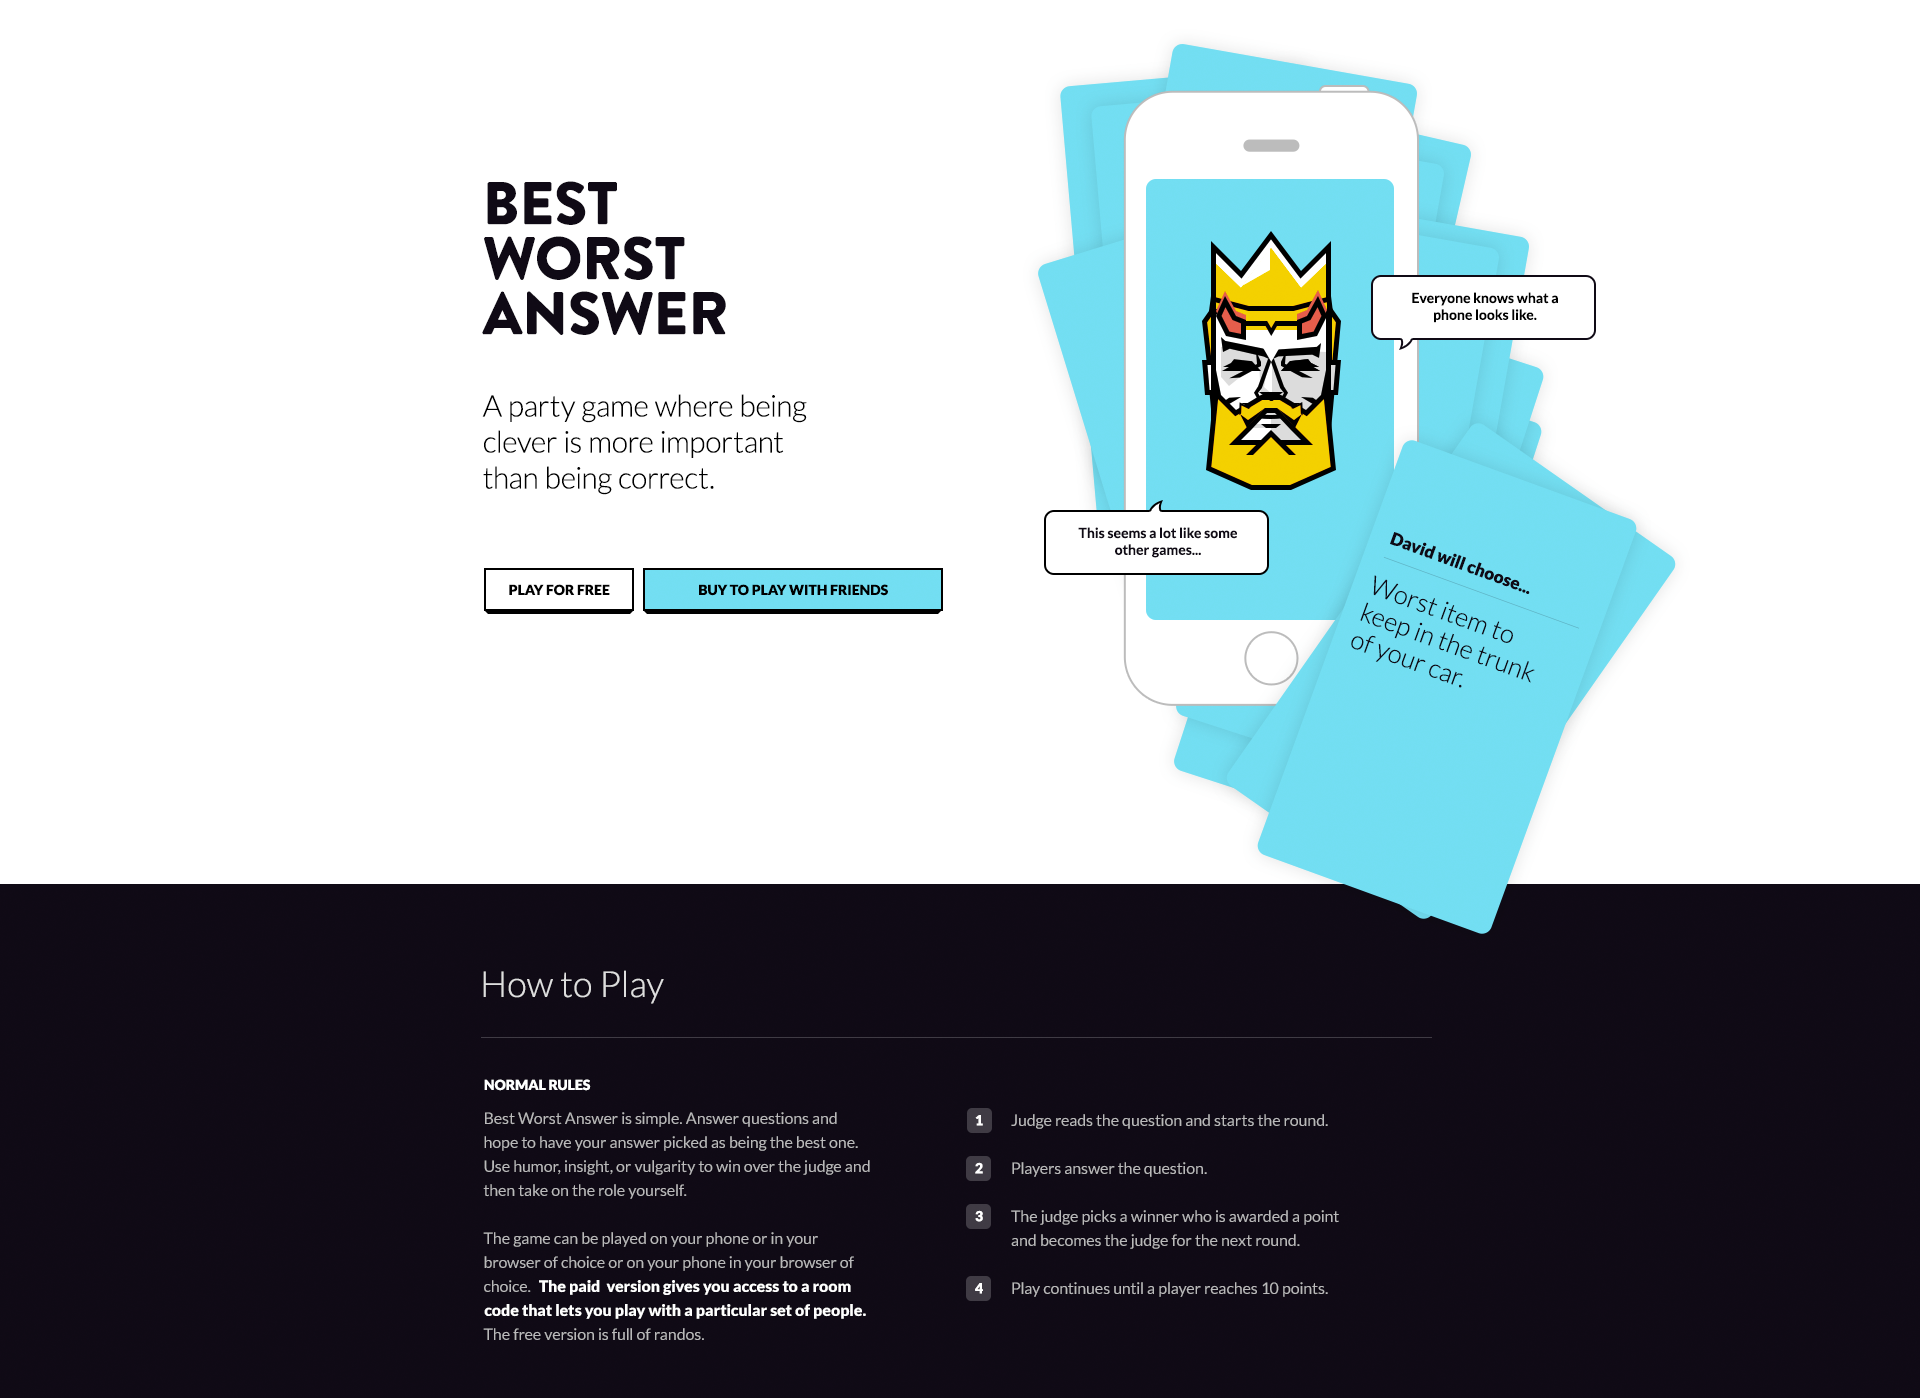 BEST
WORST
ANSWER
A party game where being
clever is more important
than being correct.
PLAY FOR FREE
BUY TO PLAY WITH FRIENDS
Everyone knows what a
phone looks like.
This seems a lot like some
other games...
David will choose...
Worst item to
keep in the trunk
of your car.
How to Play
NORMAL RULES
Best Worst Answer is simple. Answer questions and
hope to have your answer picked as being the best one.
Use humor, insight, or vulgarity to win over the judge and
then take on the role yourself.
The game can be played on your phone or in your
browser of choice or on your phone in your browser of
choice. The paid version gives you access to a room
code that lets you play with a particular set of people.
The free version is full of randos.
1 Judge reads the question and starts the round.
2 Players answer the question.
3 The judge picks a winner who is awarded a point
and becomes the judge for the next round.
4 Play continues until a player reaches 10 points.